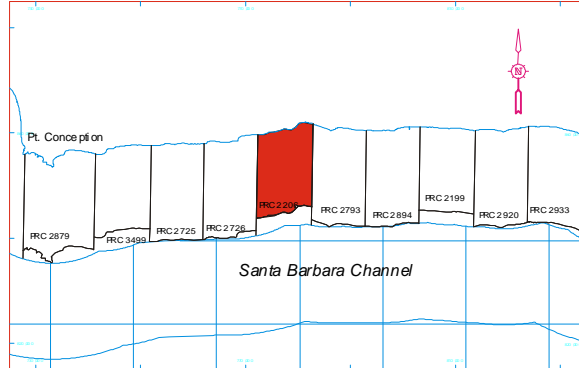 N
Pt. Conception
PRC 2879
PRC 3499
PRC 2725
PRC 2726
PRC 2206
PRC 2793
PRC 2894
PRC 2199
PRC 2920
PRC 2933
Santa Barbara Channel